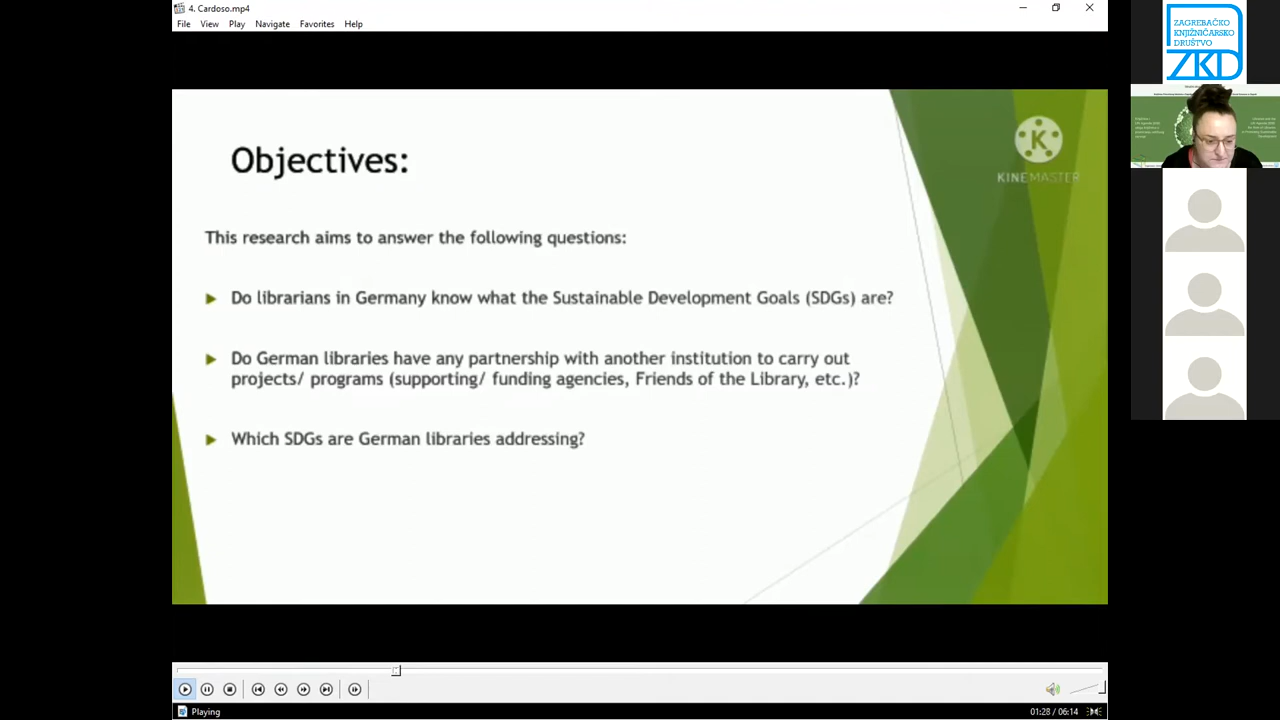 4. Cardoso.mp4
File View Play Navigate Favorites Help
Objectives:
KINEMASTER
This research aims to answer the following questions:
Do librarians in Germany know what the Sustainable Development Goals (SDGs) are?
Do German libraries have any partnership with another institution to carry out
projects/ programs (supporting/ funding agencies, Friends of the Library, etc.)?
Which SDGs are German libraries addressing?
ZAGREBAČKO
KNJIŽNIČARSKO
DRUŠTVO
ZKD
Playing
01:28 / 06:14